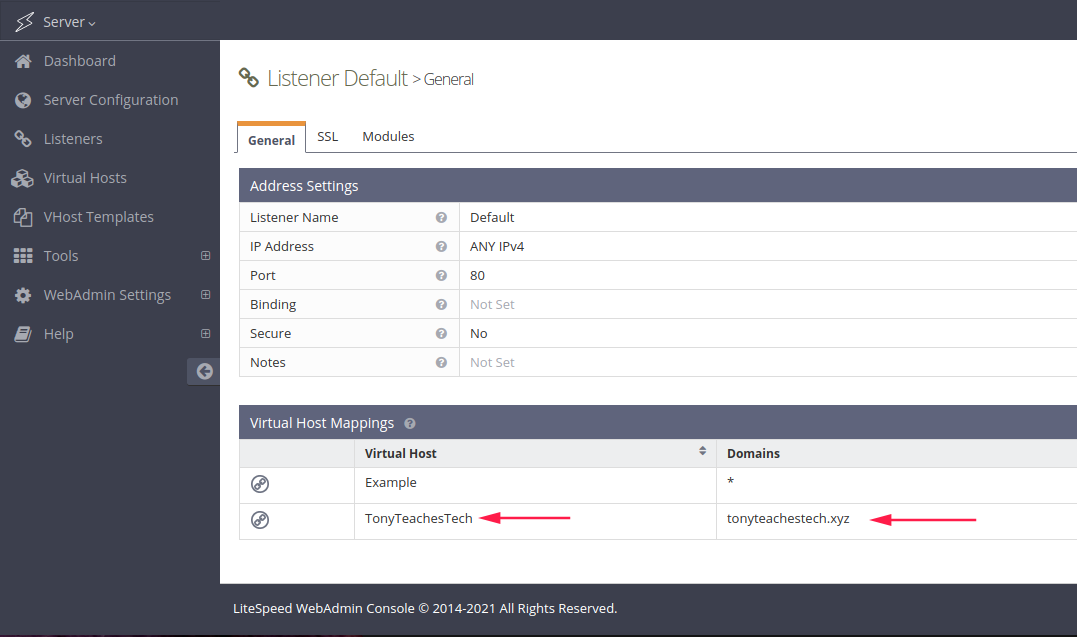 Server
Dashboard
Server Configuration
Listeners
Virtual Hosts
VHost Templates
Tools
WebAdmin Settings
Help
Listener Default > General
General SSL Modules
Address Settings
Listener Name ? Default
IP Address ? ANY IPv4
Port ? 80
Binding ? Not Set
Secure ? No
Notes ? Not Set
Virtual Host Mappings ?
Virtual Host Domains
Example *
TonyTeachesTech tonyteachestech.xyz
LiteSpeed WebAdmin Console © 2014-2021 All Rights Reserved.